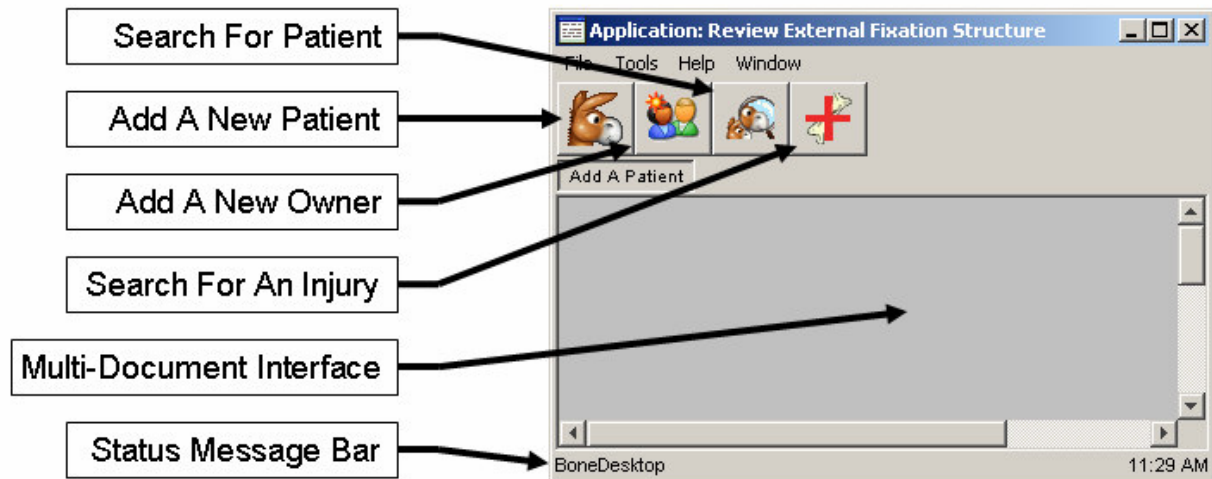 Search For Patient
Add A New Patient
Add A New Owner
Search For An Injury
Multi-Document Interface
Status Message Bar
Application: Review External Fixation Structure
File Tools Help Window
Add A Patient
BoneDesktop 11:29 AM